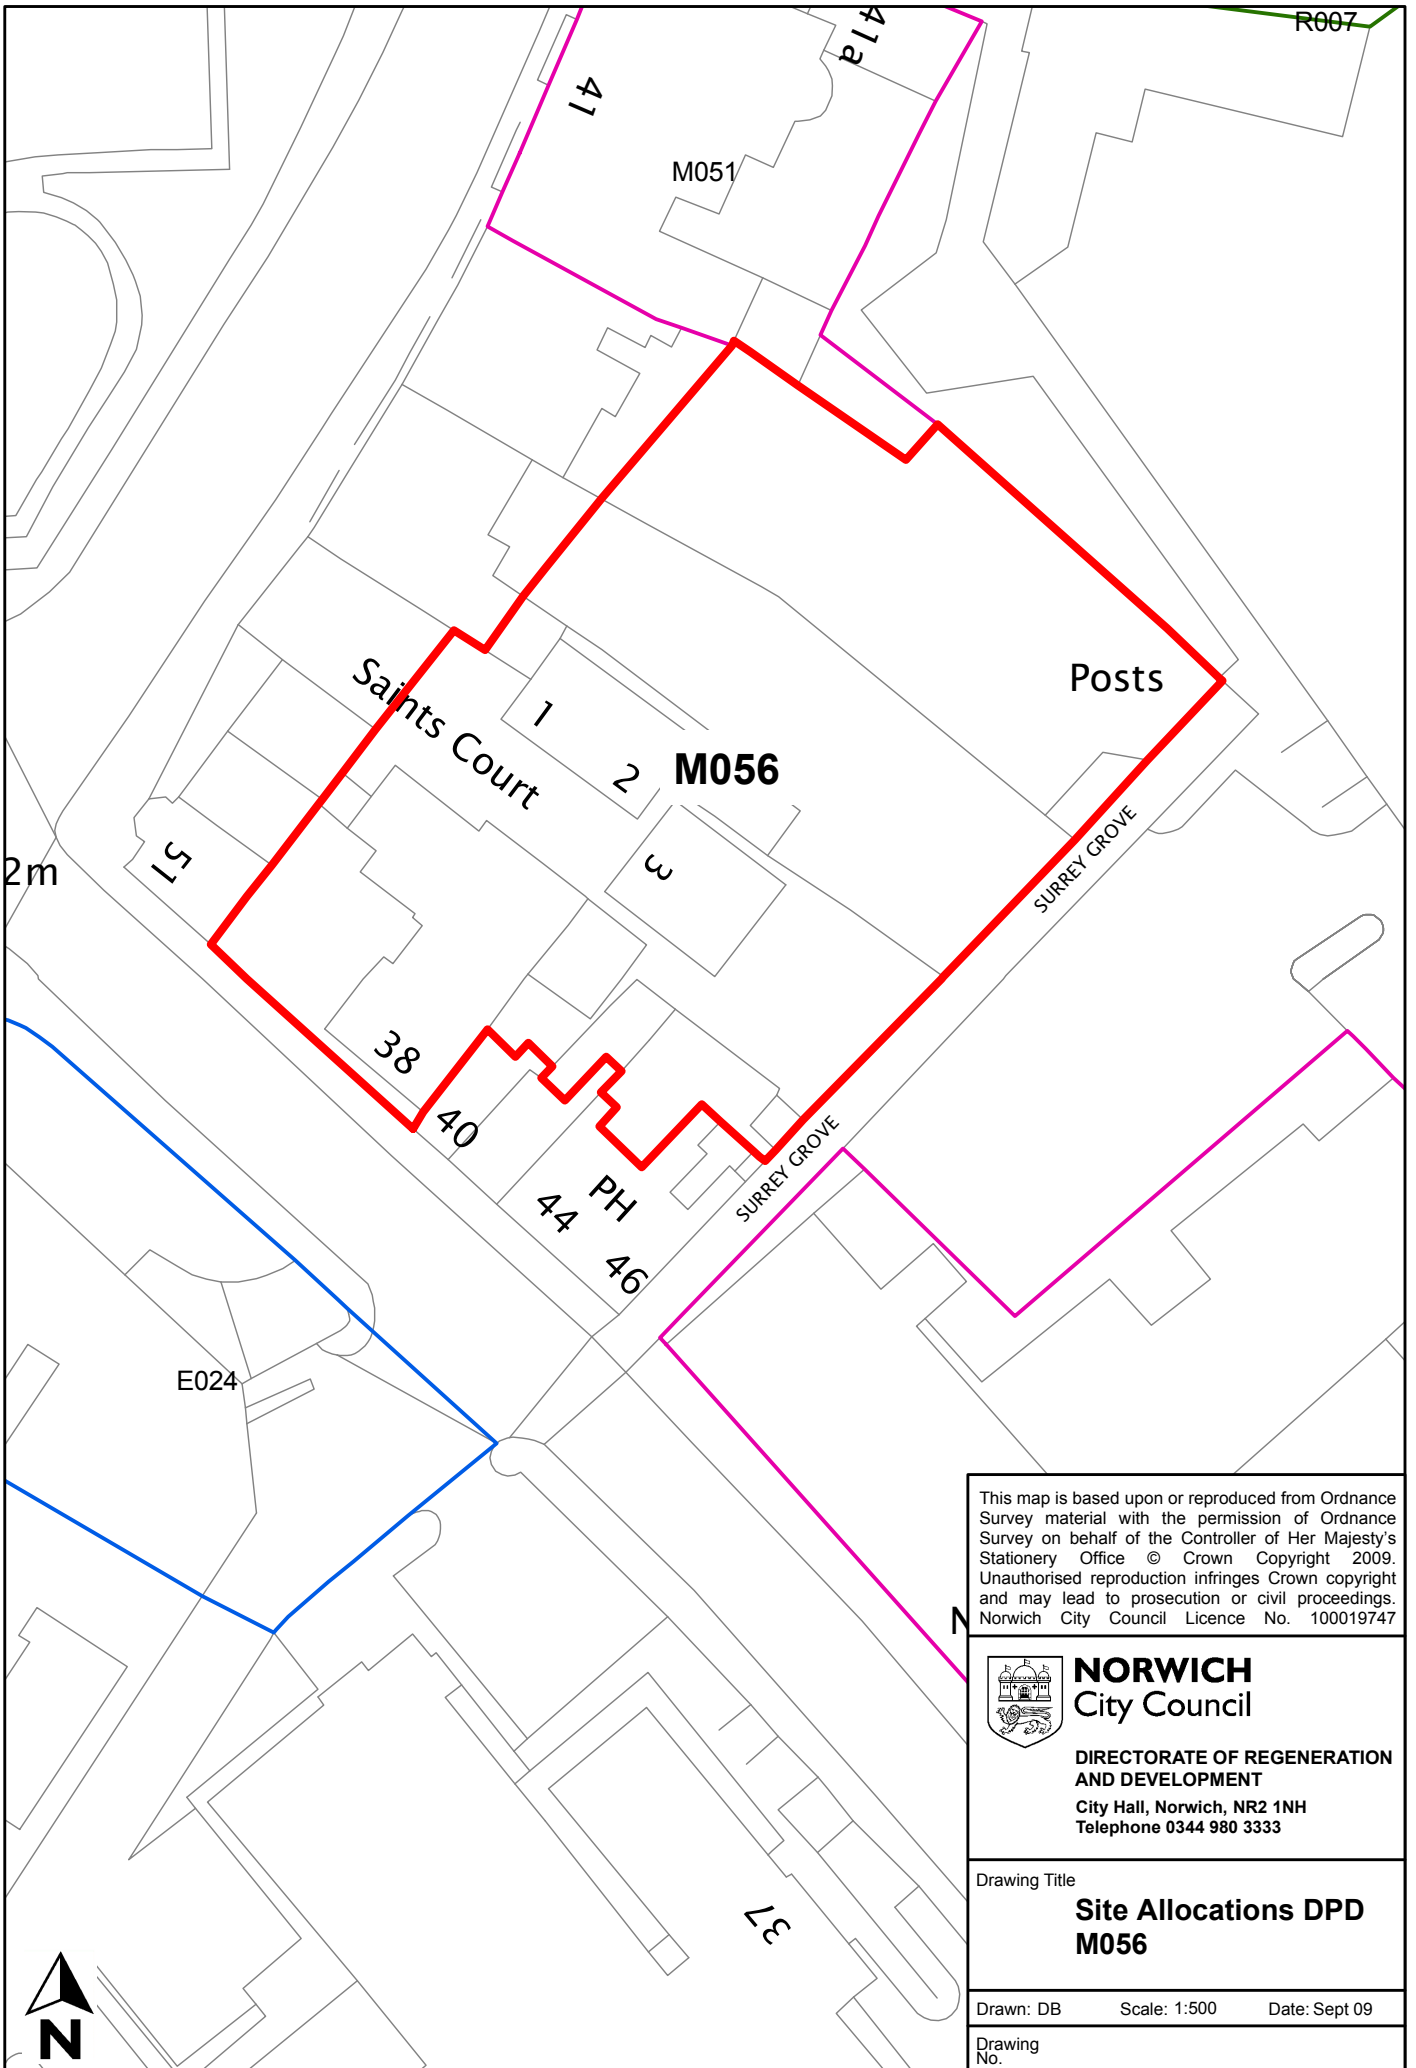 R007
41a
41
M051
Posts
Saints Court
1
2
M056
3
SURREY GROVE
51
2m
38
40
SURREY GROVE
PH
44
46
E024
37
N
This map is based upon or reproduced from Ordnance
Survey material with the permission of Ordnance
Survey on behalf of the Controller of Her Majesty's
Stationery Office © Crown Copyright 2009.
Unauthorised reproduction infringes Crown copyright
and may lead to prosecution or civil proceedings.
Norwich City Council Licence No. 100019747
NORWICH
City Council
DIRECTORATE OF REGENERATION
AND DEVELOPMENT
City Hall, Norwich, NR2 1NH
Telephone 0344 980 3333
Drawing Title
Site Allocations DPD
M056
Drawn: DB Scale: 1:500 Date: Sept 09
Drawing
No.
N